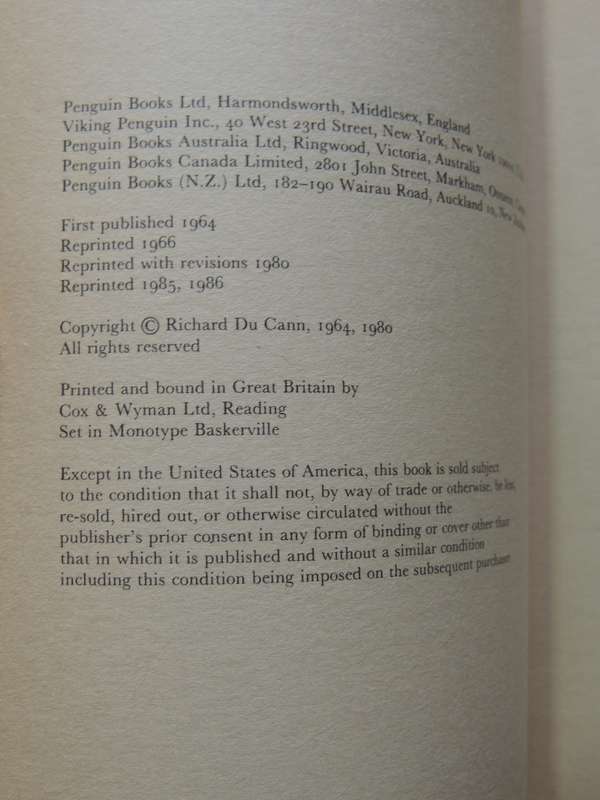 Penguin Books Ltd, Harmondsworth, Middlesex, England
Viking Penguin Inc., 40 West 23rd Street, New York, New York
Penguin Books Australia Ltd, Ringwood, Victoria, Australia
Penguin Books Canada Limited, 2801 John Street, Markham, Ontario,
Penguin Books (N.Z.) Ltd, 182–190 Wairau Road, Auckland 10, New
First published 1964
Reprinted 1966
Reprinted with revisions 1980
Reprinted 1985, 1986
Copyright © Richard Du Cann, 1964, 1980
All rights reserved
Printed and bound in Great Britain by
Cox & Wyman Ltd, Reading
Set in Monotype Baskerville
Except in the United States of America, this book is sold subject
to the condition that it shall not, by way of trade or otherwise, be lent,
re-sold, hired out, or otherwise circulated without the
publisher's prior consent in any form of binding or cover other than
that in which it is published and without a similar condition
including this condition being imposed on the subsequent purchaser